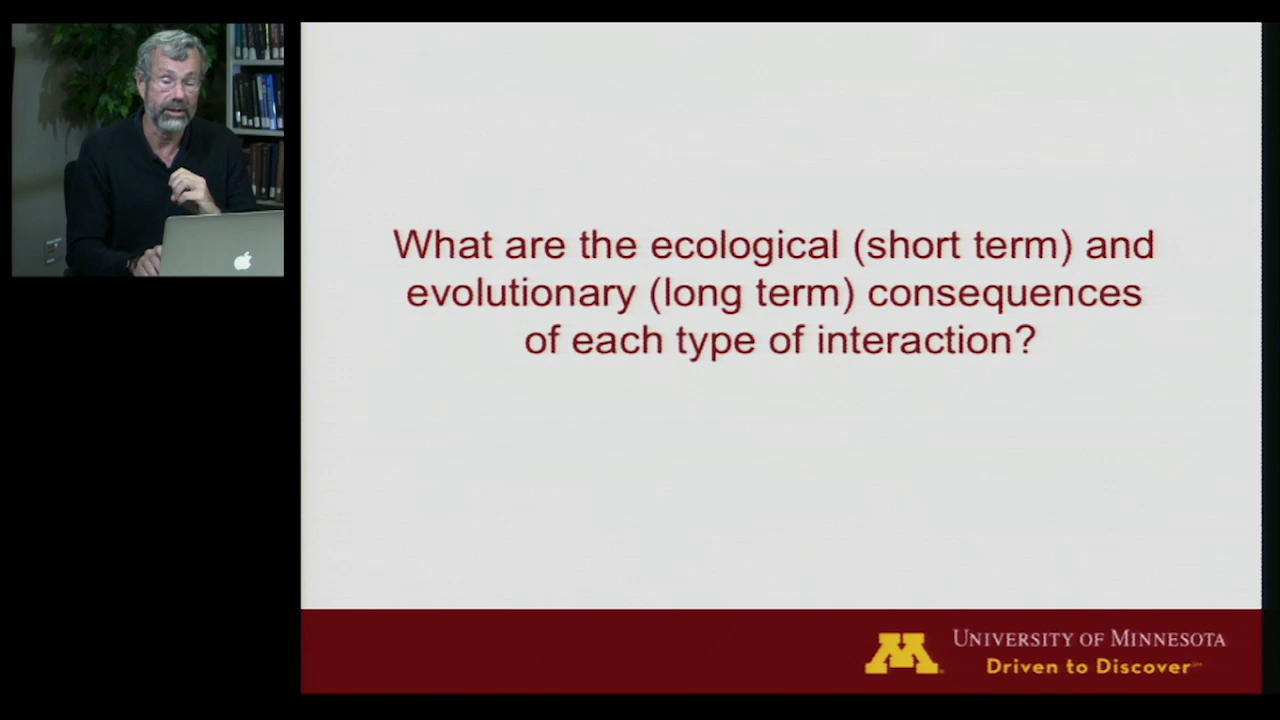 What are the ecological (short term) and
evolutionary (long term) consequences
of each type of interaction?
UNIVERSITY OF MINNESOTA
Driven to Discover℠